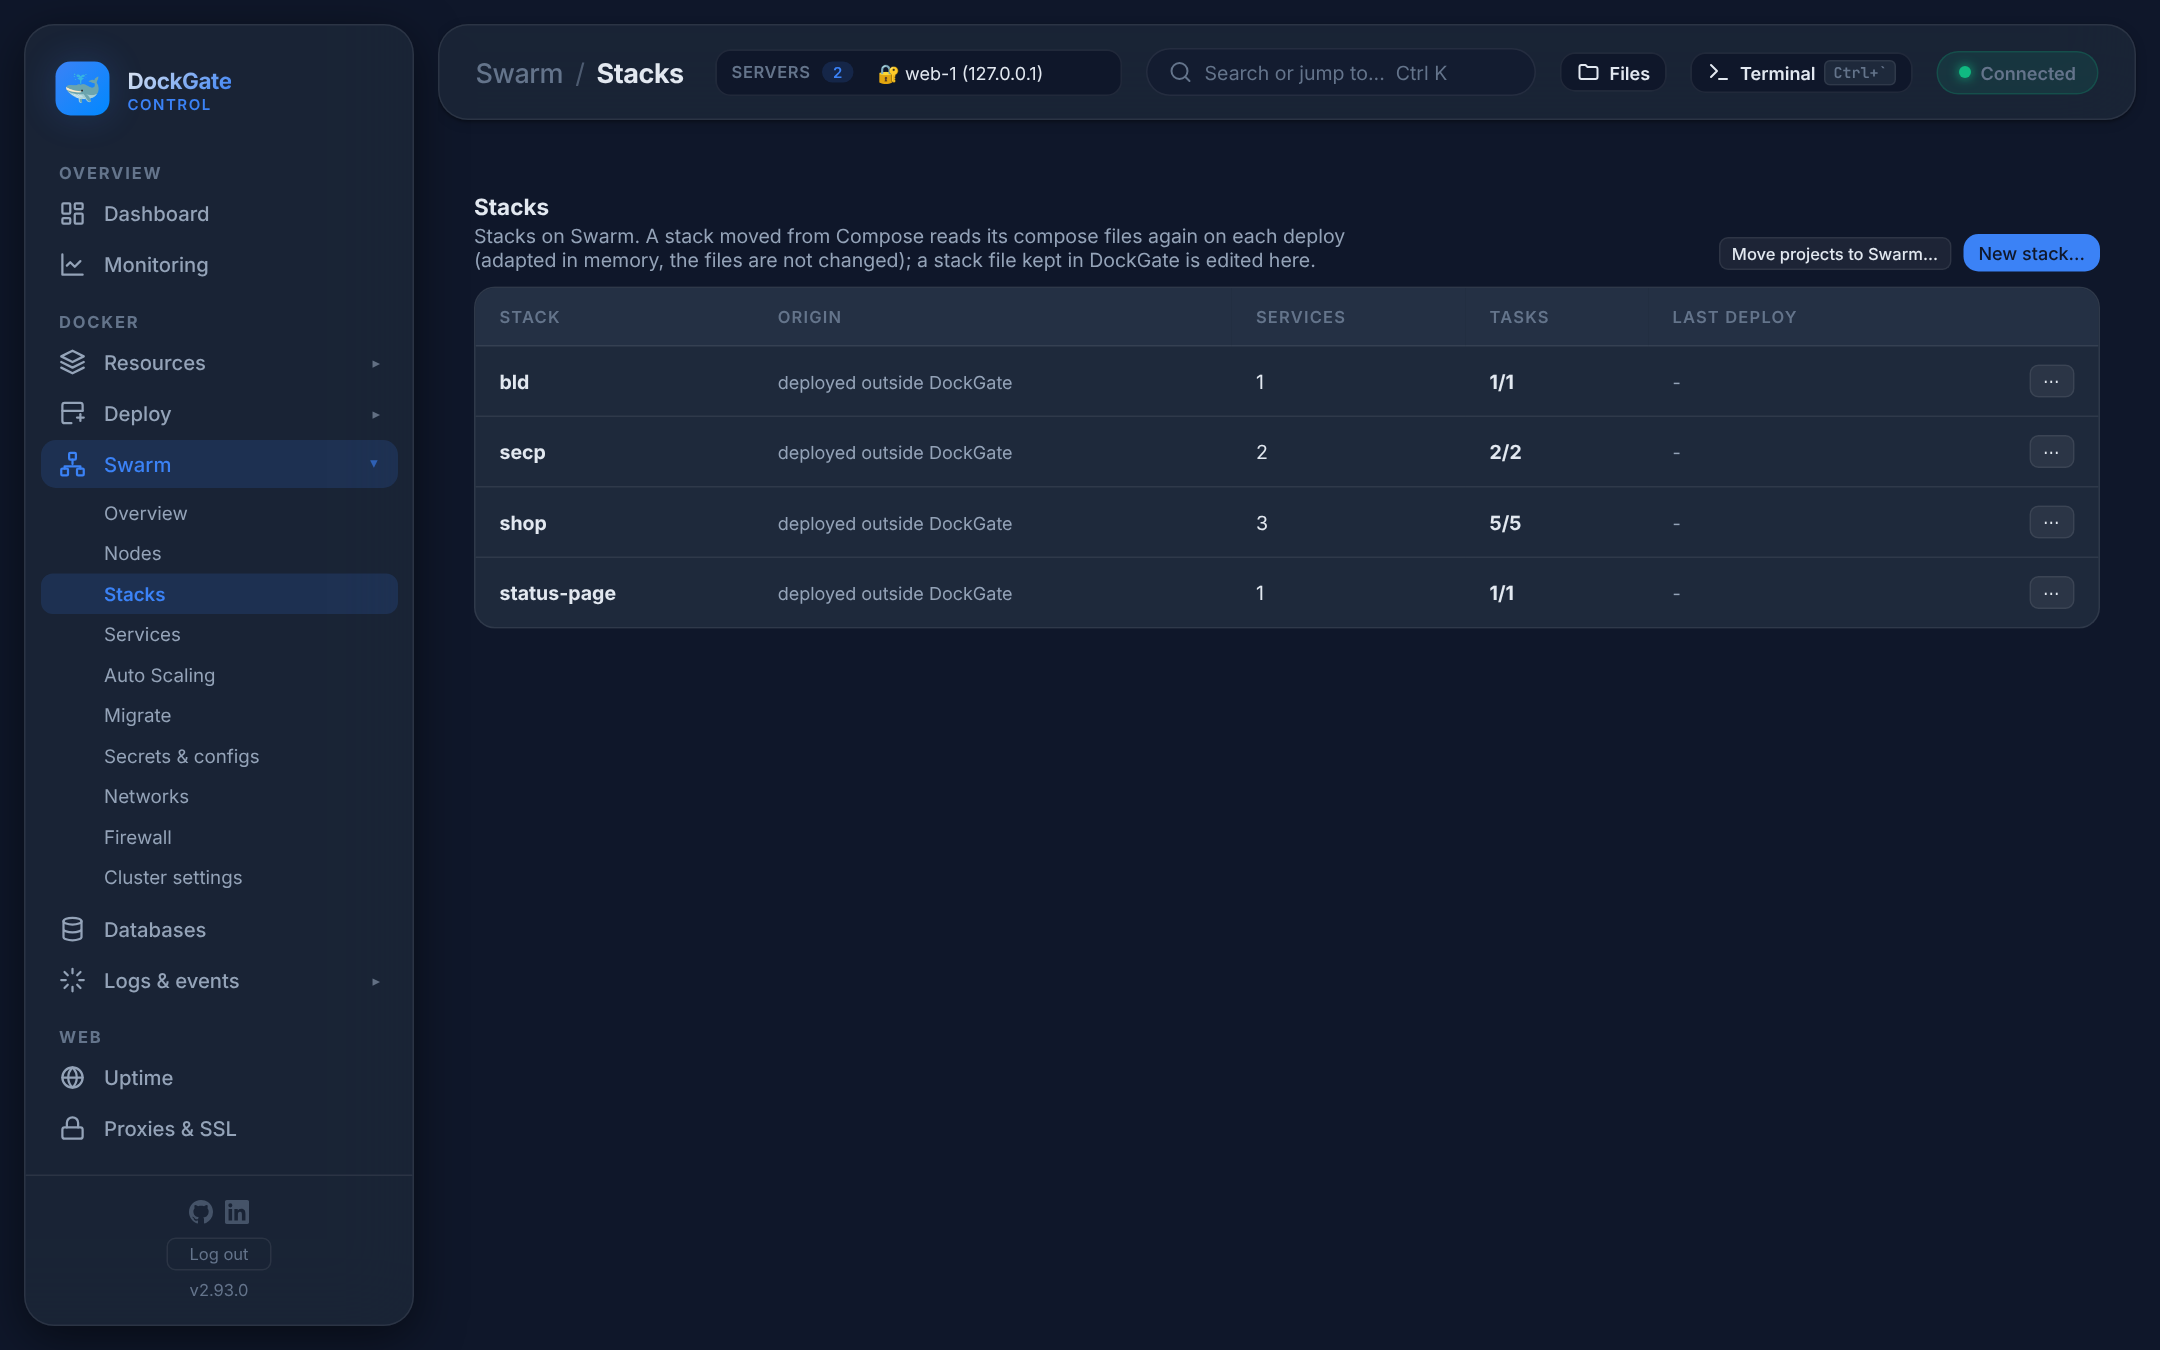 DockGate
CONTROL
OVERVIEW
Dashboard
Monitoring
DOCKER
Resources
Deploy
Swarm
Overview
Nodes
Stacks
Services
Auto Scaling
Migrate
Secrets & configs
Networks
Firewall
Cluster settings
Databases
Logs & events
WEB
Uptime
Proxies & SSL
Log out
v2.93.0
Swarm / Stacks
SERVERS 2 web-1 (127.0.0.1)
Search or jump to... Ctrl K
Files
Terminal Ctrl+`
Connected
Stacks
Stacks on Swarm. A stack moved from Compose reads its compose files again on each deploy
(adapted in memory, the files are not changed); a stack file kept in DockGate is edited here.
Move projects to Swarm...
New stack...
STACK ORIGIN SERVICES TASKS LAST DEPLOY
bld deployed outside DockGate 1 1/1 - ...
secp deployed outside DockGate 2 2/2 - ...
shop deployed outside DockGate 3 5/5 - ...
status-page deployed outside DockGate 1 1/1 - ...